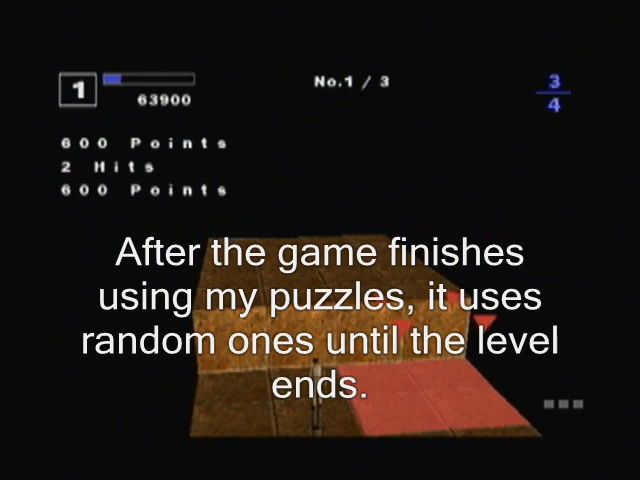 1
63900
No.1 / 3
3
4
600 Points
2 Hits
600 Points
After the game finishes
using my puzzles, it uses
random ones until the level
ends.